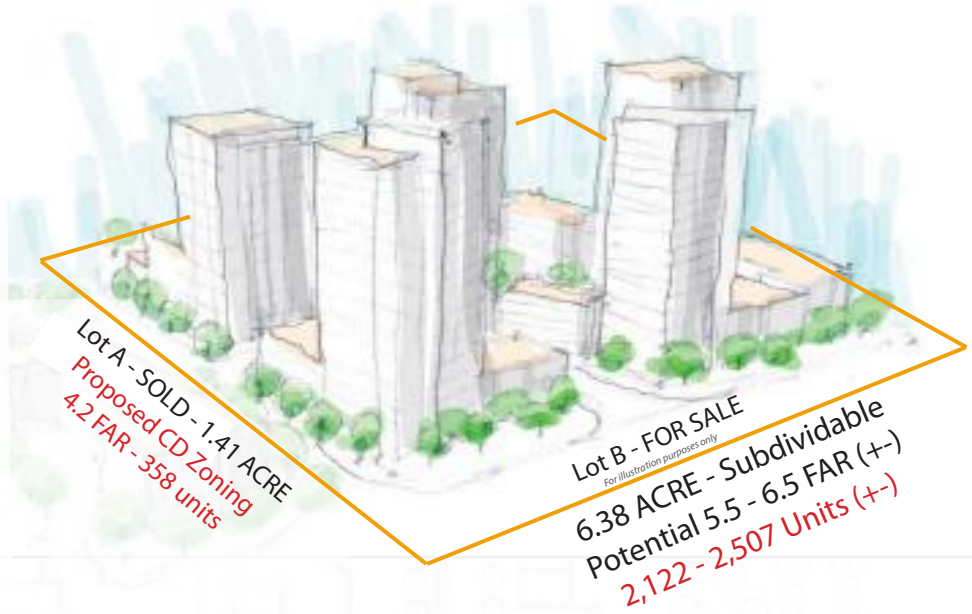 Lot A - SOLD - 1.41 ACRE
Proposed CD Zoning
4.2 FAR - 358 units
Lot B - FOR SALE
For illustration purposes only
6.38 ACRE - Subdividable
Potential 5.5 - 6.5 FAR (+-)
2,122 - 2,507 Units (+-)